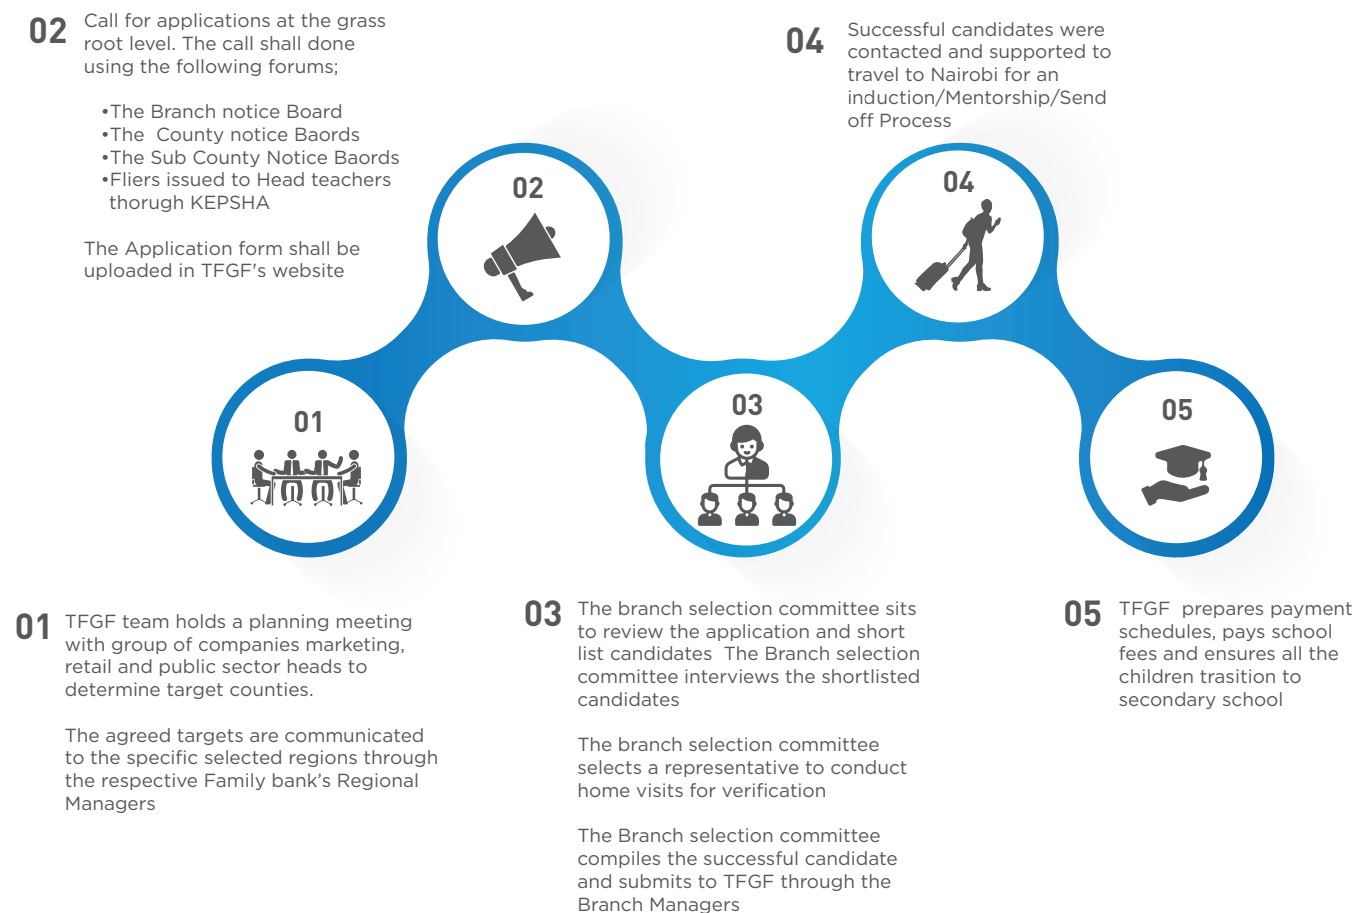 02
Call for applications at the grass
root level. The call shall done
using the following forums;
•The Branch notice Board
•The  County notice Baords
•The Sub County Notice Baords
•Fliers issued to Head teachers
thorugh KEPSHA
The Application form shall be
uploaded in TFGF's website
04
Successful candidates were
contacted and supported to
travel to Nairobi for an
induction/Mentorship/Send
off Process
02
04
01
03
05
01
TFGF team holds a planning meeting
with group of companies marketing,
retail and public sector heads to
determine target counties.
The agreed targets are communicated
to the specific selected regions through
the respective Family bank’s Regional
Managers
03
The branch selection committee sits
to review the application and short
list candidates  The Branch selection
committee interviews the shortlisted
candidates
The branch selection committee
selects a representative to conduct
home visits for verification
The Branch selection committee
compiles the successful candidate
and submits to TFGF through the
Branch Managers
05
TFGF  prepares payment
schedules, pays school
fees and ensures all the
children trasition to
secondary school